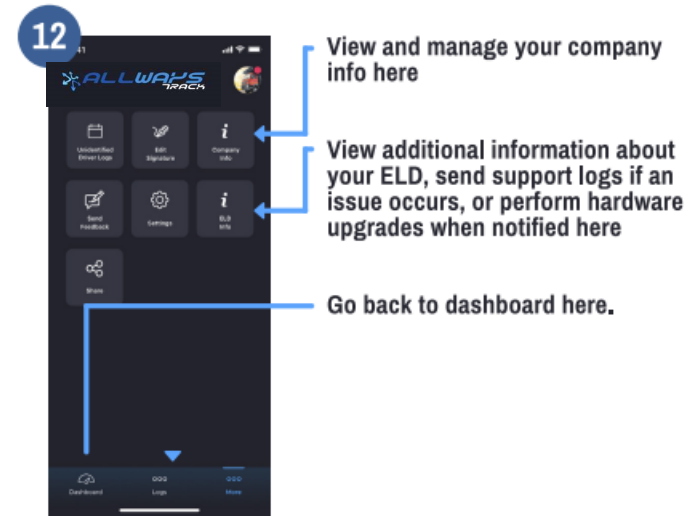 12
41
ALLWAYS
TRACK
View and manage your company
info here
Unidentified
Driver Logs
Edit
Signature
Company
Info
View additional information about
your ELD, send support logs if an
issue occurs, or perform hardware
upgrades when notified here
Send
Feedback
Settings
ELD
Info
Share
Go back to dashboard here.
Dashboard
Logs
More